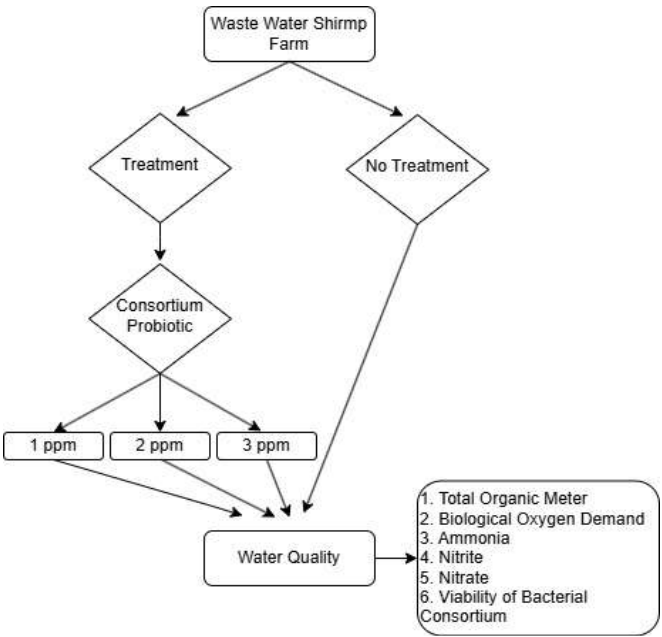 Waste Water Shirmp
Farm
Treatment
No Treatment
Consortium
Probiotic
1 ppm
2 ppm
3 ppm
Water Quality
1. Total Organic Meter
2. Biological Oxygen Demand
3. Ammonia
4. Nitrite
5. Nitrate
6. Viability of Bacterial
Consortium